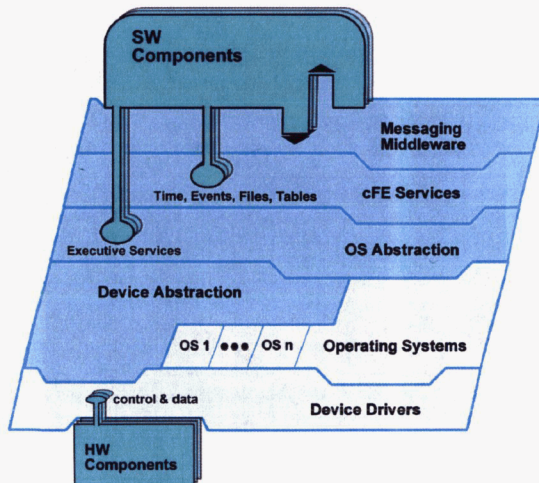 SW
Components
Messaging
Middleware
Time, Events, Files, Tables
cFE Services
Executive Services
OS Abstraction
Device Abstraction
OS 1 ●●● OS n
Operating Systems
control & data
Device Drivers
HW
Components